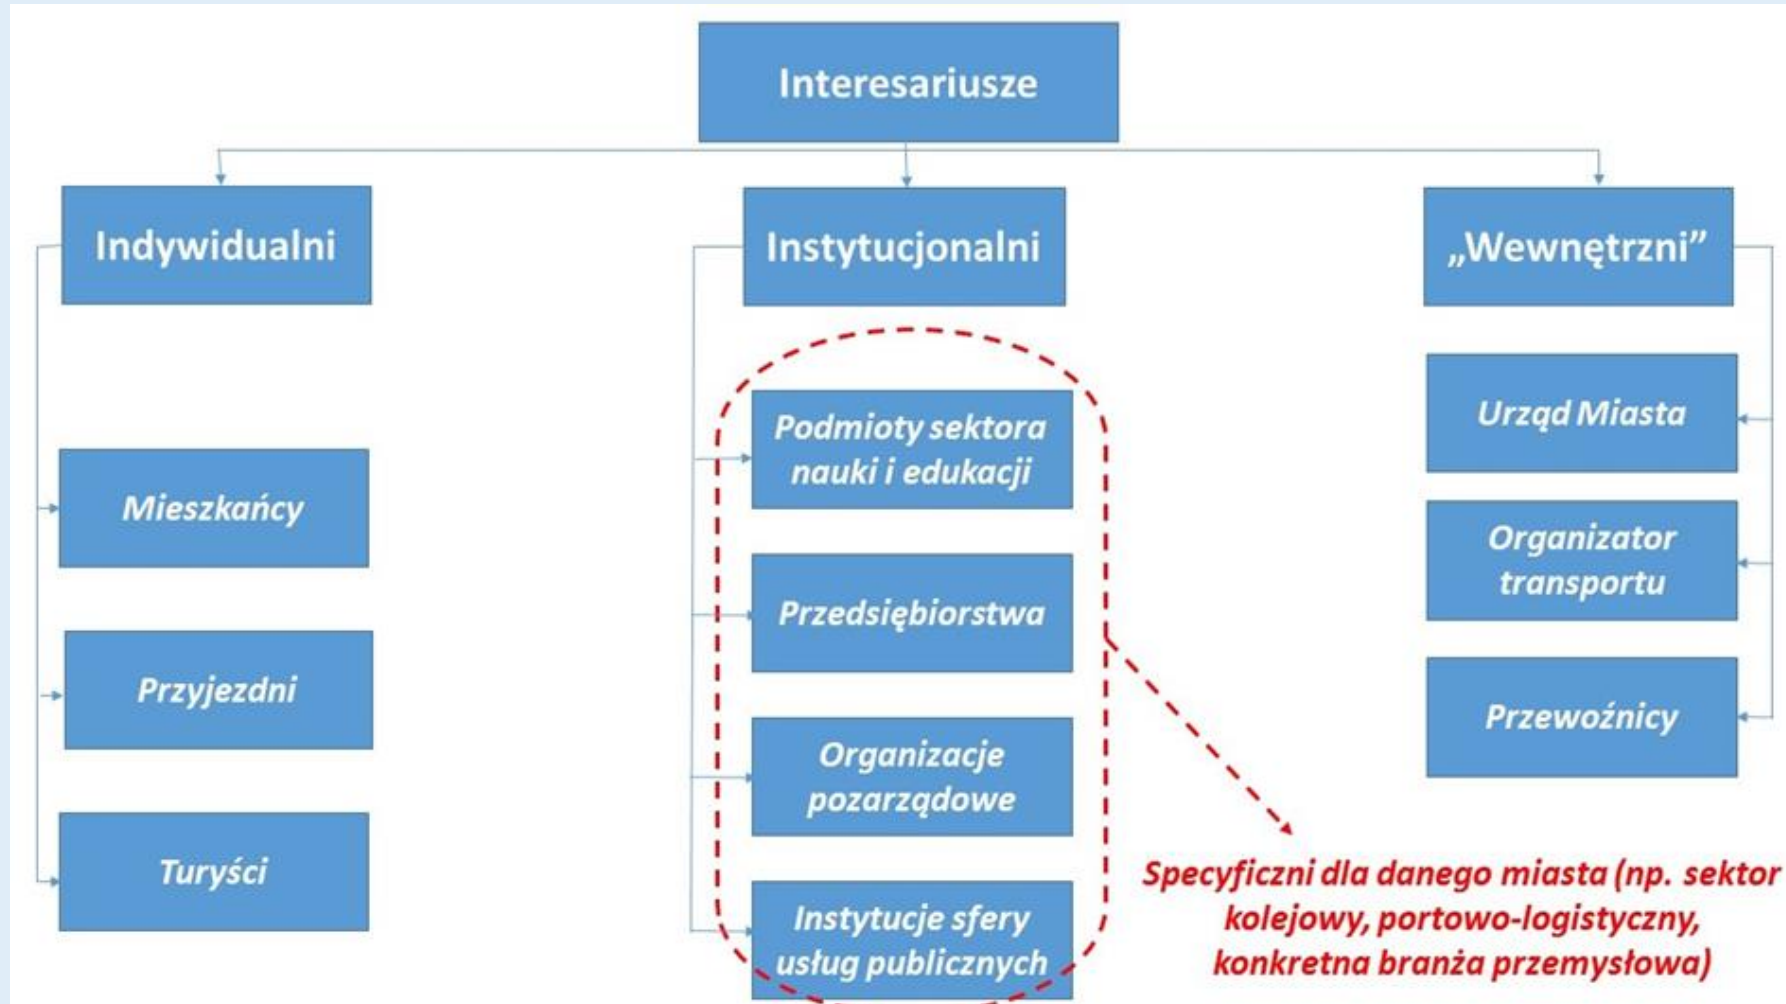 Interesariusze
Indywidualni
Mieszkańcy
Przyjezdni
Turyści
Instytucjonalni
Podmioty sektora
nauki i edukacji
Przedsiębiorstwa
Organizacje
pozarządowe
Instytucje sfery
usług publicznych
„Wewnętrzni”
Urząd Miasta
Organizator
transportu
Przewoźnicy
Specyficzni dla danego miasta (np. sektor
kolejowy, portowo-logistyczny,
konkretna branża przemysłowa)